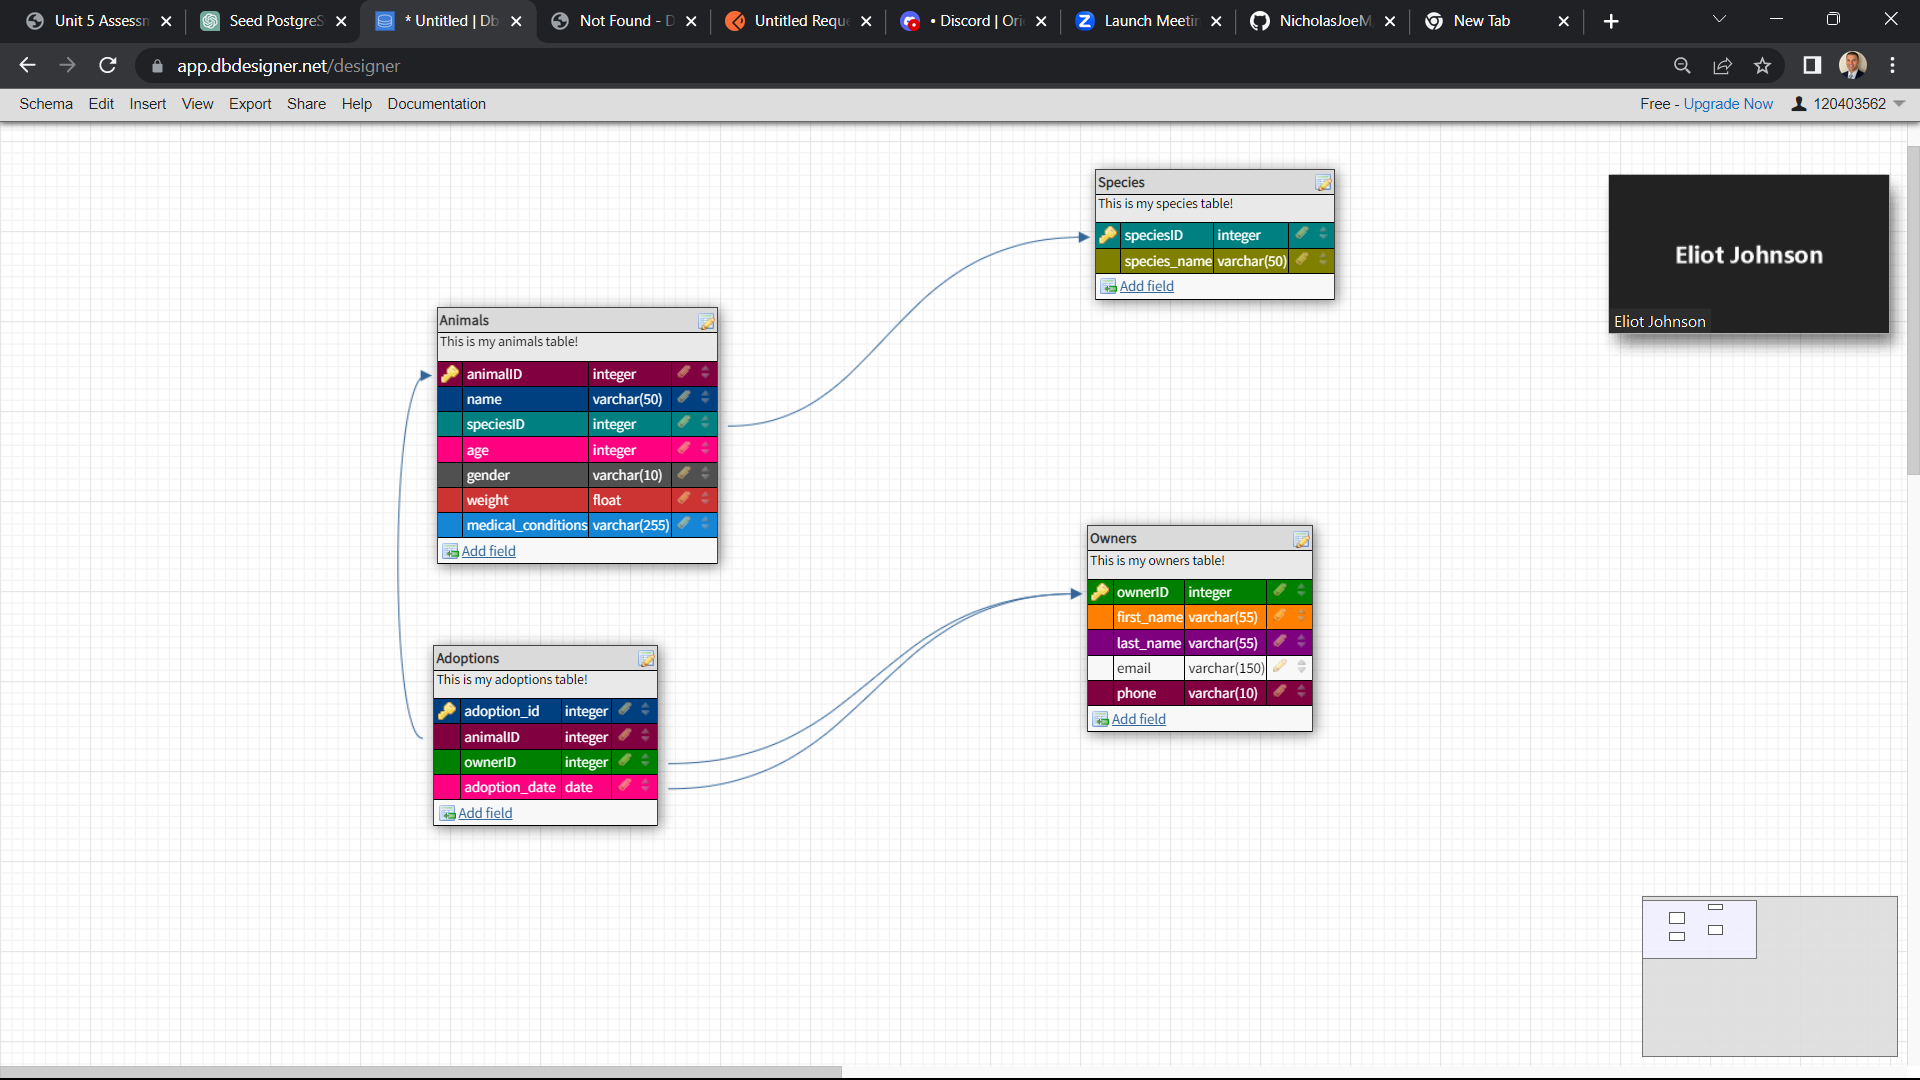 Unit 5 Assessm
Seed PostgreS
* Untitled | Db
Not Found - D
Untitled Reque
• Discord | Ori
Launch Meetin
NicholasJoeM
New Tab
app.dbdesigner.net/designer
Schema Edit Insert View Export Share Help Documentation
Free - Upgrade Now 120403562
Species
This is my species table!
speciesID integer
species_name varchar(50)
Add field
Eliot Johnson
Eliot Johnson
Animals
This is my animals table!
animalID integer
name varchar(50)
speciesID integer
age integer
gender varchar(10)
weight float
medical_conditions varchar(255)
Add field
Owners
This is my owners table!
ownerID integer
first_name varchar(55)
last_name varchar(55)
email varchar(150)
phone varchar(10)
Add field
Adoptions
This is my adoptions table!
adoption_id integer
animalID integer
ownerID integer
adoption_date date
Add field